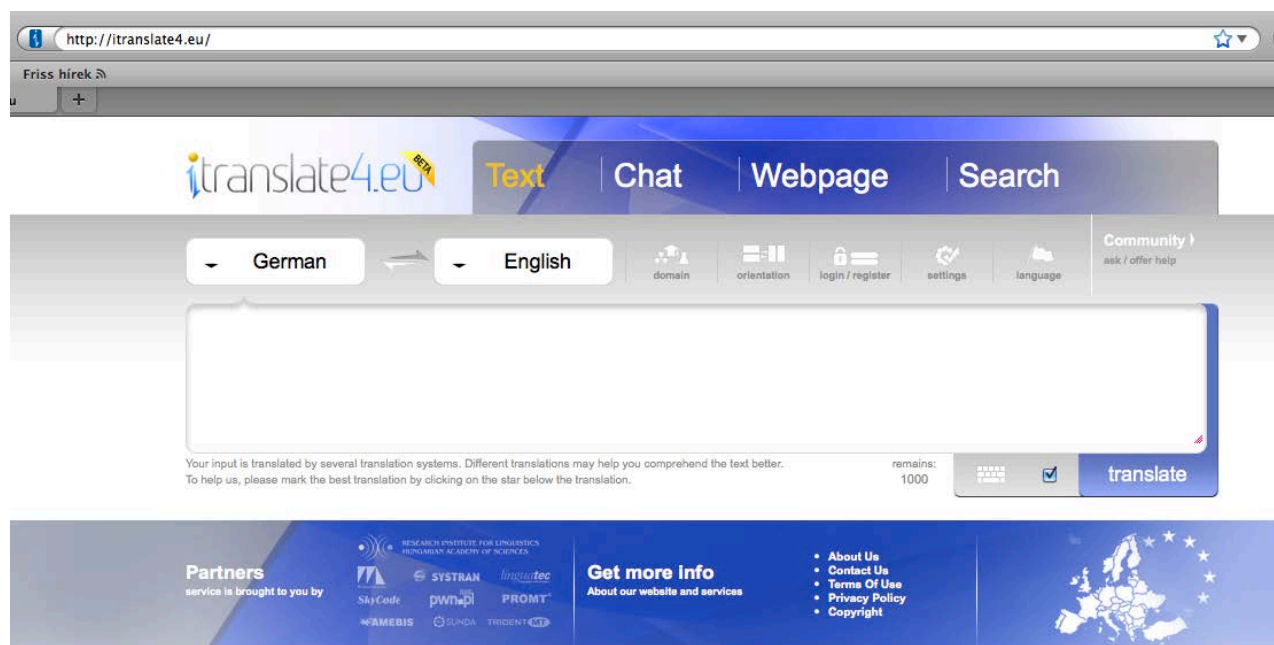 http://itranslate4.eu/
Friss hírek
u +
itranslate4.eu BETA
Text Chat Webpage Search
German English
domain orientation login / register settings language
Community
ask / offer help
Your input is translated by several translation systems. Different translations may help you comprehend the text better.
To help us, please mark the best translation by clicking on the star below the translation.
remains:
1000
translate
Partners
service is brought to you by
RESEARCH INSTITUTE FOR LINGUISTICS
HUNGARIAN ACADEMY OF SCIENCES
SYSTRAN linguatec
SkyCode pwn.pl PROMT
AMEBIS SUNDA TRIDENT MT
Get more info
About our website and services
• About Us
• Contact Us
• Terms Of Use
• Privacy Policy
• Copyright